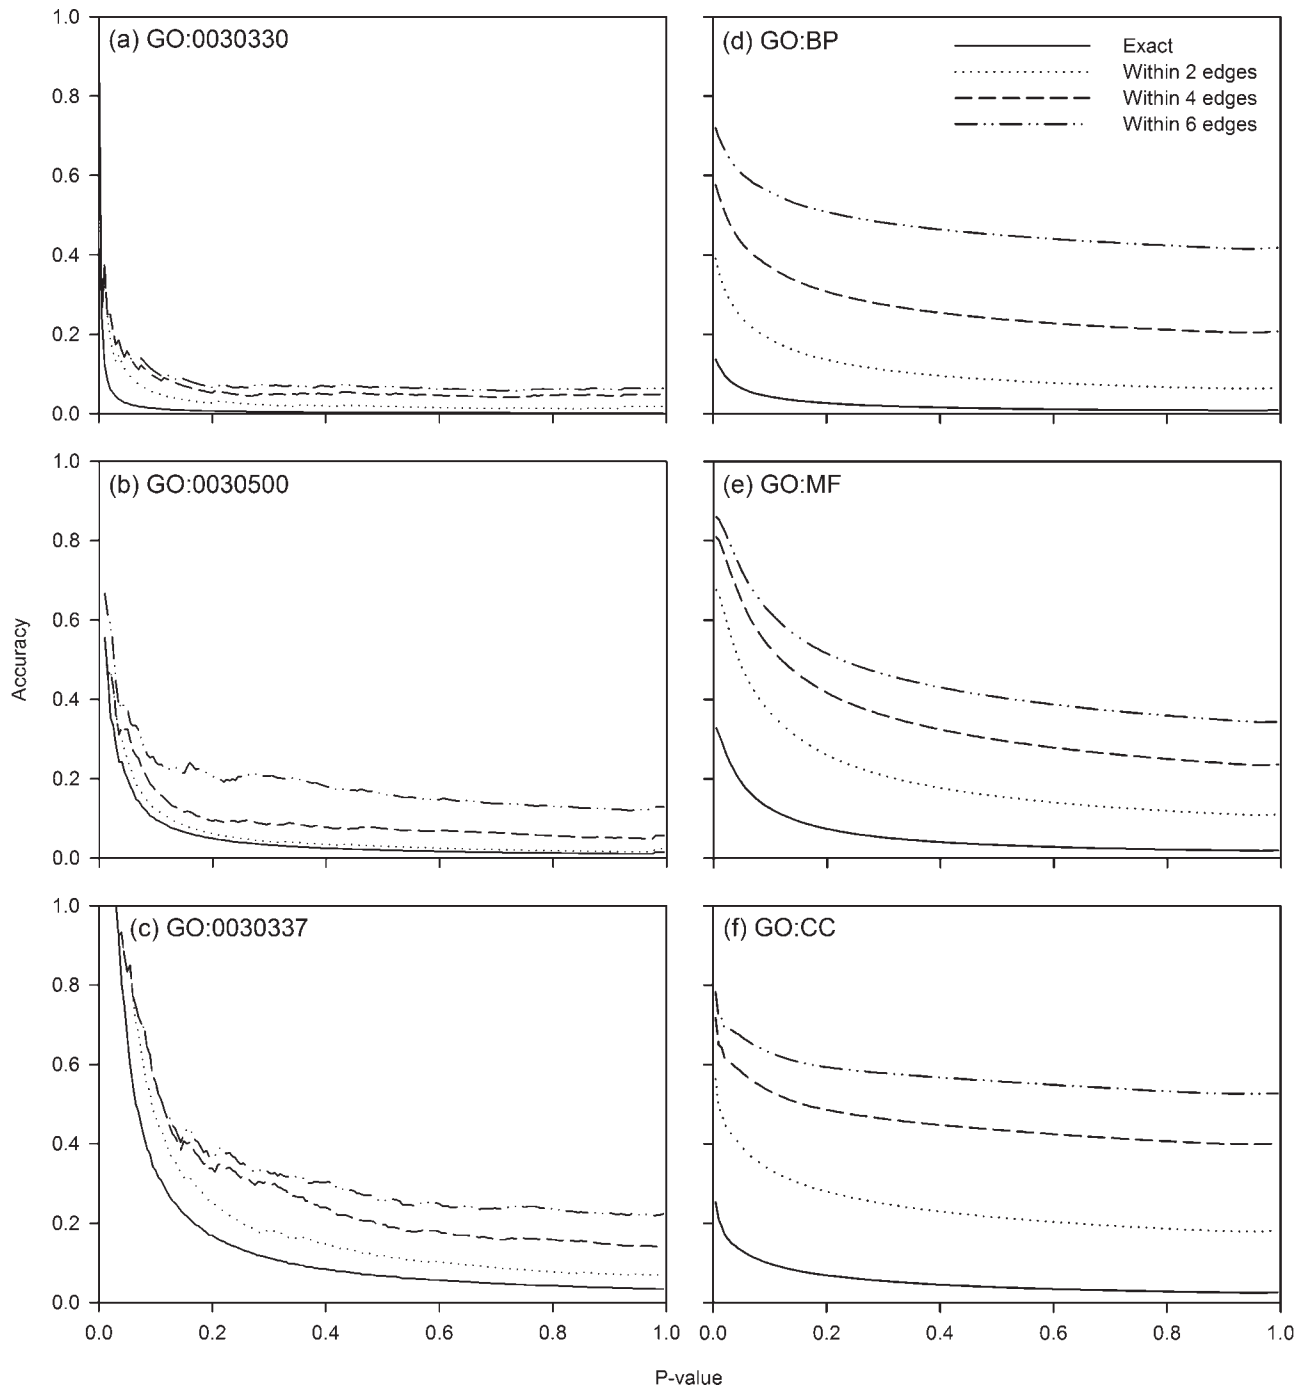 1.0
(a) GO:0030330
0.8
0.6
0.4
0.2
0.0
(d) GO:BP
Exact
Within 2 edges
Within 4 edges
Within 6 edges
1.0
(b) GO:0030500
0.8
0.6
0.4
0.2
0.0
(e) GO:MF
Accuracy
1.0
(c) GO:0030337
0.8
0.6
0.4
0.2
0.0
(f) GO:CC
0.0 0.2 0.4 0.6 0.8 1.0
0.0 0.2 0.4 0.6 0.8 1.0
P-value